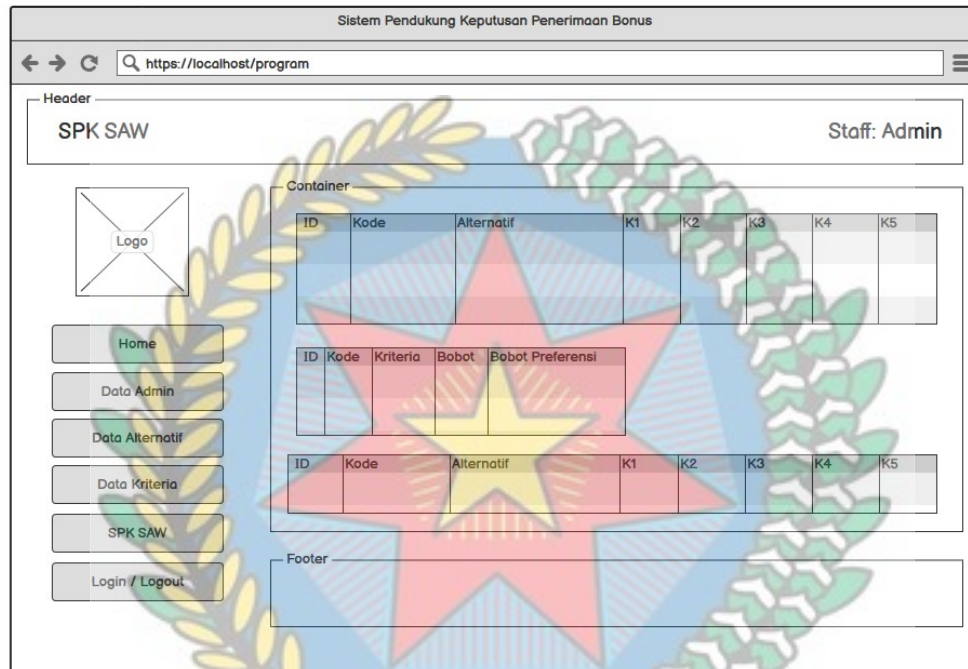 Sistem Pendukung Keputusan Penerimaan Bonus
https://localhost/program
Header
SPK SAW
Staff: Admin
Logo
Home
Data Admin
Data Alternatif
Data Kriteria
SPK SAW
Login / Logout
Container
ID Kode Alternatif K1 K2 K3 K4 K5
ID Kode Kriteria Bobot Bobot Preferensi
ID Kode Alternatif K1 K2 K3 K4 K5
Footer